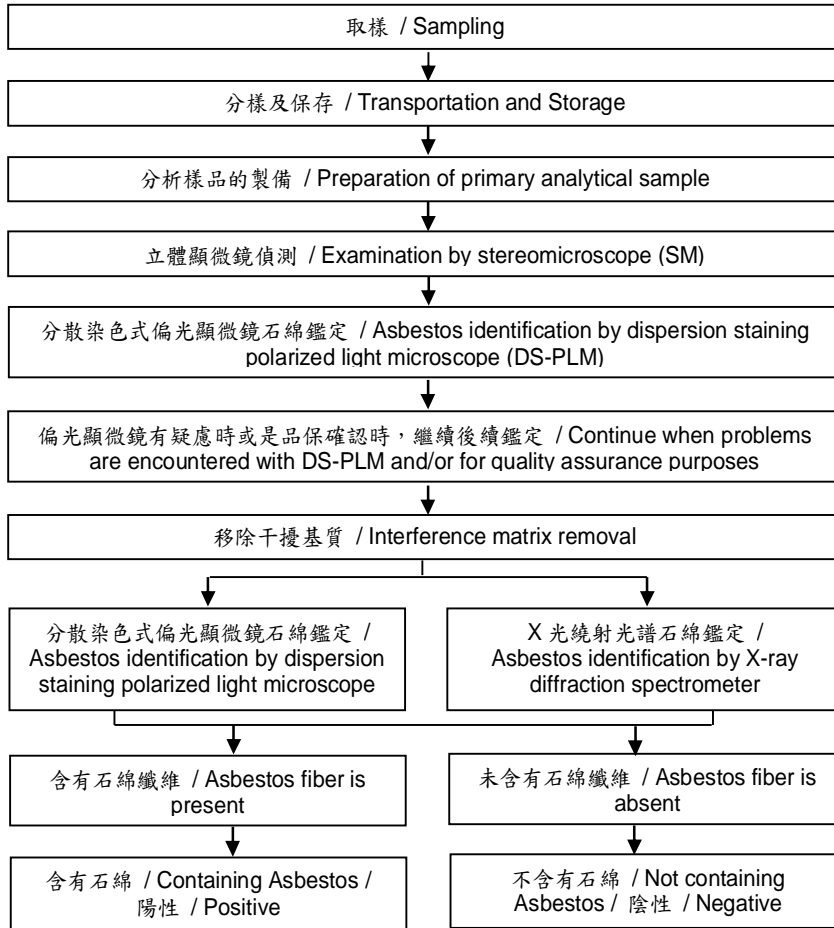 取樣 / Sampling
分樣及保存 / Transportation and Storage
分析樣品的製備 / Preparation of primary analytical sample
立體顯微鏡偵測 / Examination by stereomicroscope (SM)
分散染色式偏光顯微鏡石綿鑑定 / Asbestos identification by dispersion staining
polarized light microscope (DS-PLM)
偏光顯微鏡有疑慮時或是品保確認時，繼續後續鑑定 / Continue when problems
are encountered with DS-PLM and/or for quality assurance purposes
移除干擾基質 / Interference matrix removal
分散染色式偏光顯微鏡石綿鑑定 /
Asbestos identification by dispersion
staining polarized light microscope
X 光繞射光譜石綿鑑定 /
Asbestos identification by X-ray
diffraction spectrometer
含有石綿纖維 / Asbestos fiber is
present
未含有石綿纖維 / Asbestos fiber is
absent
含有石綿 / Containing Asbestos /
陽性 / Positive
不含有石綿 / Not containing
Asbestos / 陰性 / Negative